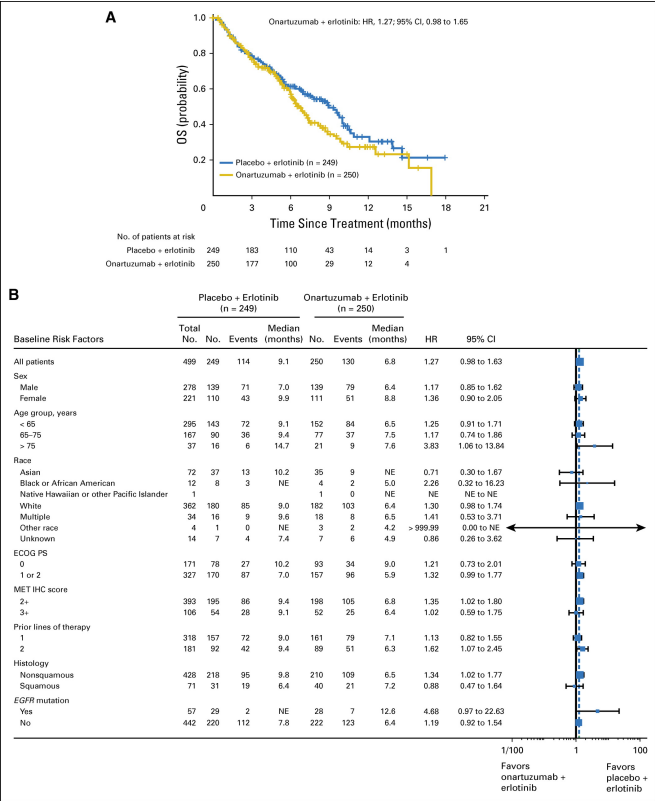 A
Onartuzumab + erlotinib: HR, 1.27; 95% CI, 0.98 to 1.65
OS (probability)
1.0
0.8
0.6
0.4
0.2
Placebo + erlotinib (n = 249)
Onartuzumab + erlotinib (n = 250)
0 3 6 9 12 15 18 21
Time Since Treatment (months)
No. of patients at risk
Placebo + erlotinib 249 183 110 43 14 3 1
Onartuzumab + erlotinib 250 177 100 29 12 4
B
Placebo + Erlotinib Onartuzumab + Erlotinib
(n = 249) (n = 250)
Total Median Median
Baseline Risk Factors No. No. Events (months) No. Events (months) HR 95% CI
All patients 499 249 114 9.1 250 130 6.8 1.27 0.98 to 1.63
Sex
Male 278 139 71 7.0 139 79 6.4 1.17 0.85 to 1.62
Female 221 110 43 9.9 111 51 8.8 1.36 0.90 to 2.05
Age group, years
< 65 295 143 72 9.1 152 84 6.5 1.25 0.91 to 1.71
65–75 167 90 36 9.4 77 37 7.5 1.17 0.74 to 1.86
> 75 37 16 6 14.7 21 9 7.6 3.83 1.06 to 13.84
Race
Asian 72 37 13 10.2 35 9 NE 0.71 0.30 to 1.67
Black or African American 12 8 3 NE 4 2 5.0 2.26 0.32 to 16.23
Native Hawaiian or other Pacific Islander 1 1 0 NE NE NE to NE
White 362 180 85 9.0 182 103 6.4 1.30 0.98 to 1.74
Multiple 34 16 9 9.6 18 8 6.5 1.41 0.53 to 3.71
Other race 4 1 0 NE 3 2 4.2 > 999.99 0.00 to NE
Unknown 14 7 4 7.4 7 6 4.9 0.86 0.26 to 3.62
ECOG PS
0 171 78 27 10.2 93 34 9.0 1.21 0.73 to 2.01
1 or 2 327 170 87 7.0 157 96 5.9 1.32 0.99 to 1.77
MET IHC score
2+ 393 195 86 9.4 198 105 6.8 1.35 1.02 to 1.80
3+ 106 54 28 9.1 52 25 6.4 1.02 0.59 to 1.75
Prior lines of therapy
1 318 157 72 9.0 161 79 7.1 1.13 0.82 to 1.55
2 181 92 42 9.4 89 51 6.3 1.62 1.07 to 2.45
Histology
Nonsquamous 428 218 95 9.8 210 109 6.5 1.34 1.02 to 1.77
Squamous 71 31 19 6.4 40 21 7.2 0.88 0.47 to 1.64
EGFR mutation
Yes 57 29 2 NE 28 7 12.6 4.68 0.97 to 22.63
No 442 220 112 7.8 222 123 6.4 1.19 0.92 to 1.54
1/100 1 100
Favors Favors
onartuzumab + placebo +
erlotinib erlotinib